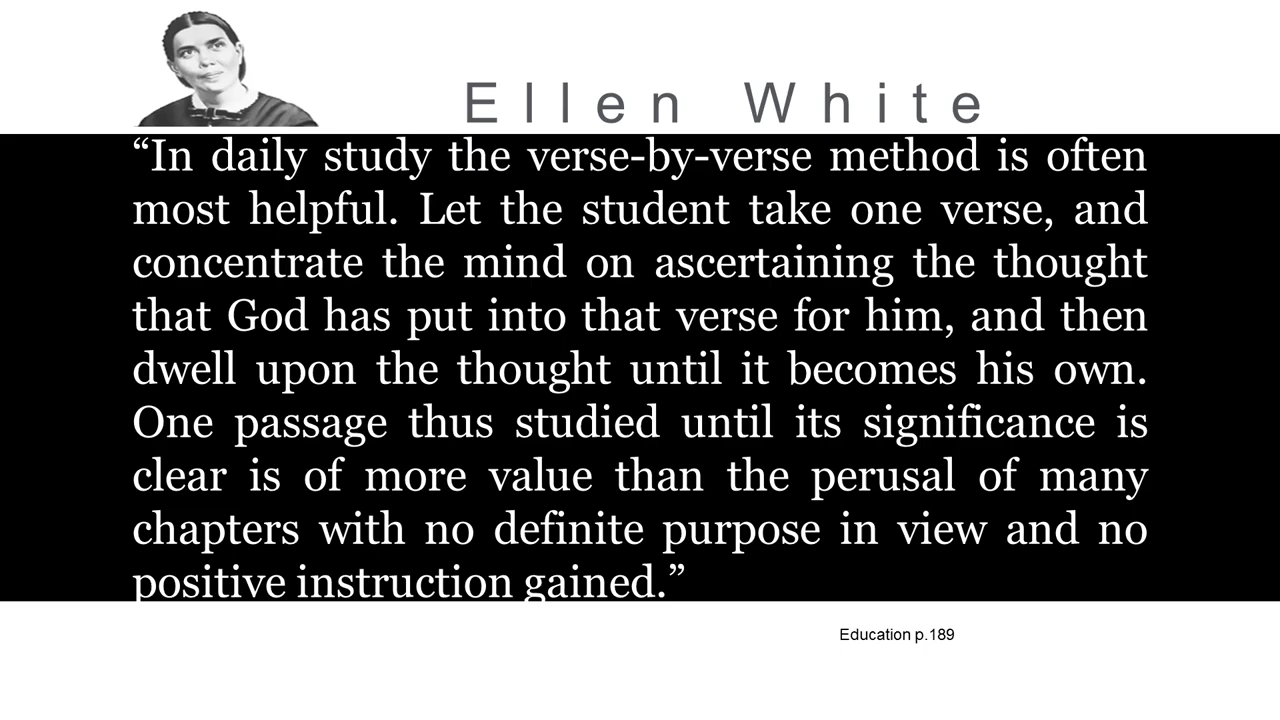 Ellen White
“In daily study the verse-by-verse method is often
most helpful. Let the student take one verse, and
concentrate the mind on ascertaining the thought
that God has put into that verse for him, and then
dwell upon the thought until it becomes his own.
One passage thus studied until its significance is
clear is of more value than the perusal of many
chapters with no definite purpose in view and no
positive instruction gained.”
Education p.189